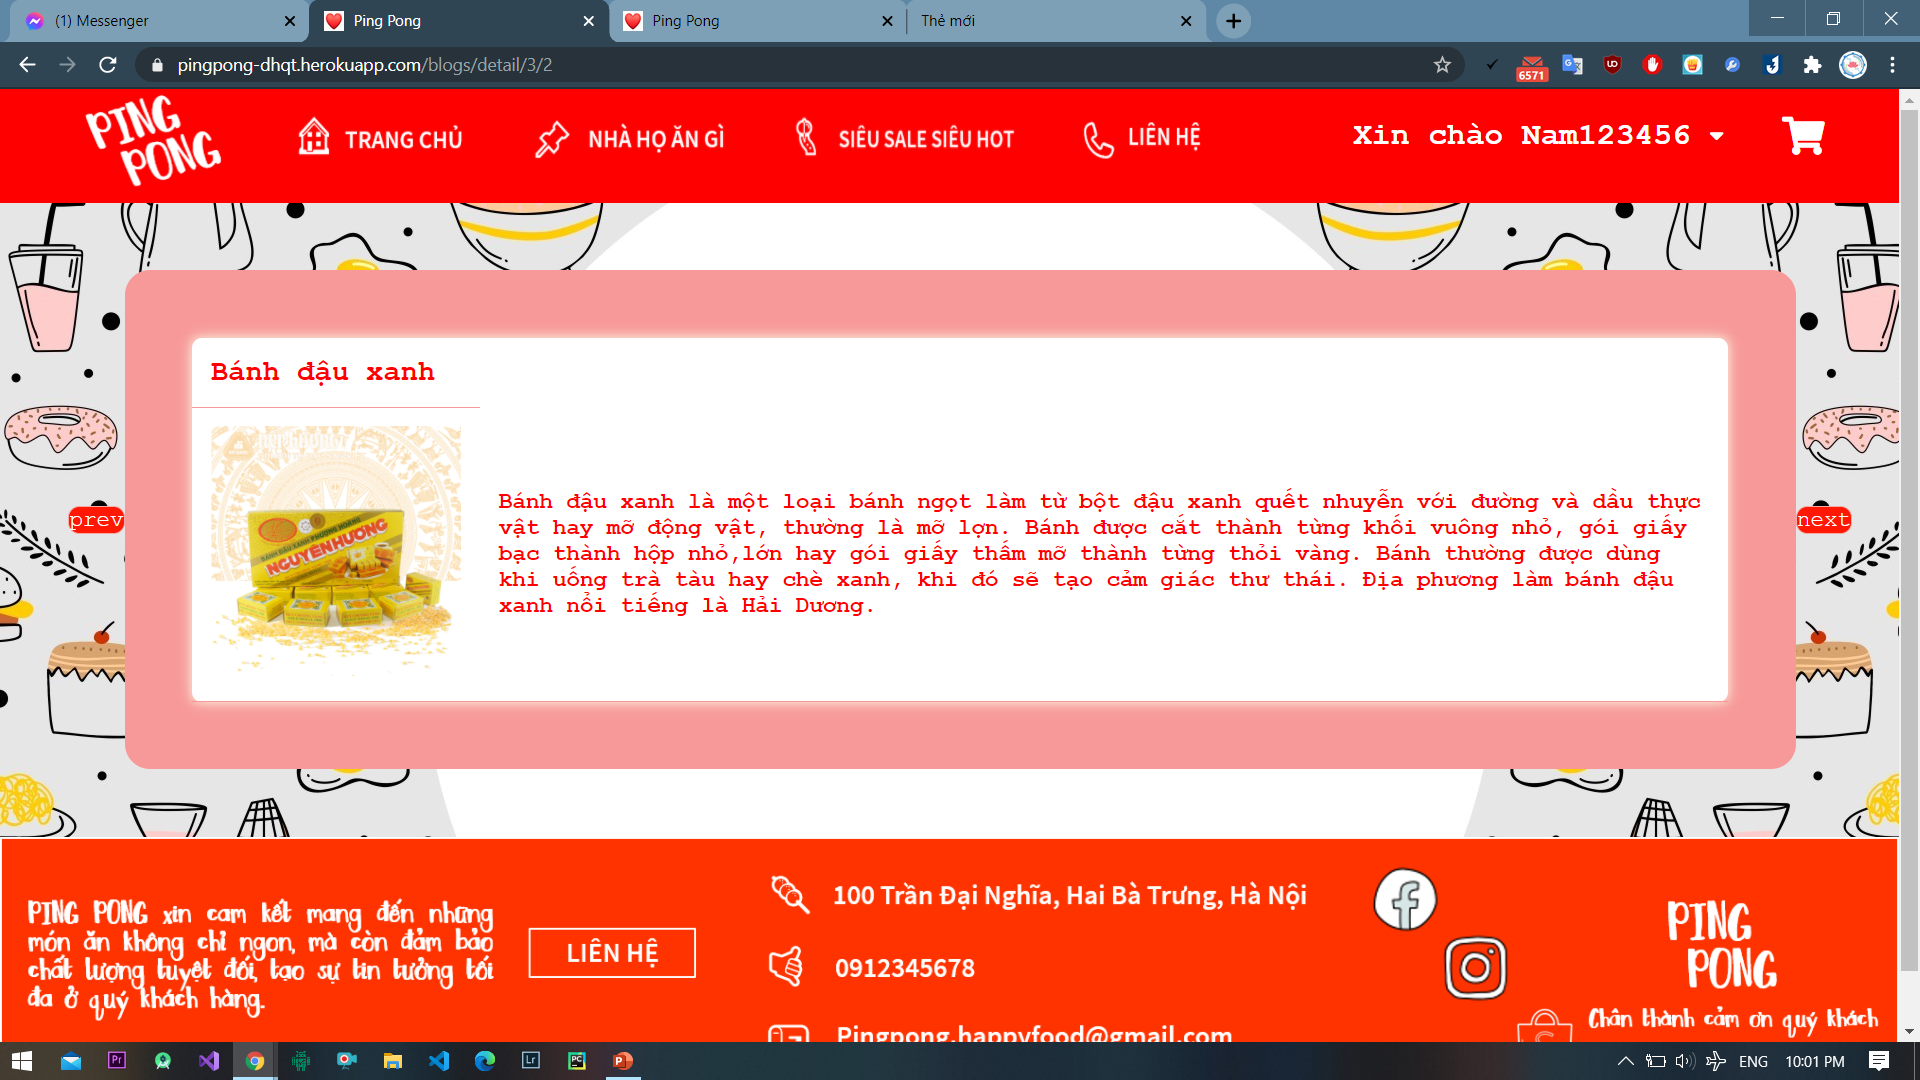 (1) Messenger
Ping Pong
Ping Pong
Thẻ mới
pingpong-dhqt.herokuapp.com/blogs/detail/3/2
6571
PING
PONG
TRANG CHỦ
NHÀ HỌ ĂN GÌ
SIÊU SALE SIÊU HOT
LIÊN HỆ
Xin chào Nam123456
Bánh đậu xanh
BÁNH ĐẬU XANH PHƯỢNG HOÀNG
NGUYÊN HƯƠNG
Bánh đậu xanh là một loại bánh ngọt làm từ bột đậu xanh quết nhuyễn với đường và dầu thực
vật hay mỡ động vật, thường là mỡ lợn. Bánh được cắt thành từng khối vuông nhỏ, gói giấy
bạc thành hộp nhỏ,lớn hay gói giấy thấm mỡ thành từng thỏi vàng. Bánh thường được dùng
khi uống trà tàu hay chè xanh, khi đó sẽ tạo cảm giác thư thái. Địa phương làm bánh đậu
xanh nổi tiếng là Hải Dương.
prev
next
PING PONG xin cam kết mang đến những
món ăn không chỉ ngon, mà còn đảm bảo
chất lượng tuyệt đối, tạo sự tin tưởng tối
đa ở quý khách hàng.
LIÊN HỆ
100 Trần Đại Nghĩa, Hai Bà Trưng, Hà Nội
0912345678
Pingpong.happyfood@gmail.com
PING
PONG
Chân thành cảm ơn quý khách
ENG
10:01 PM